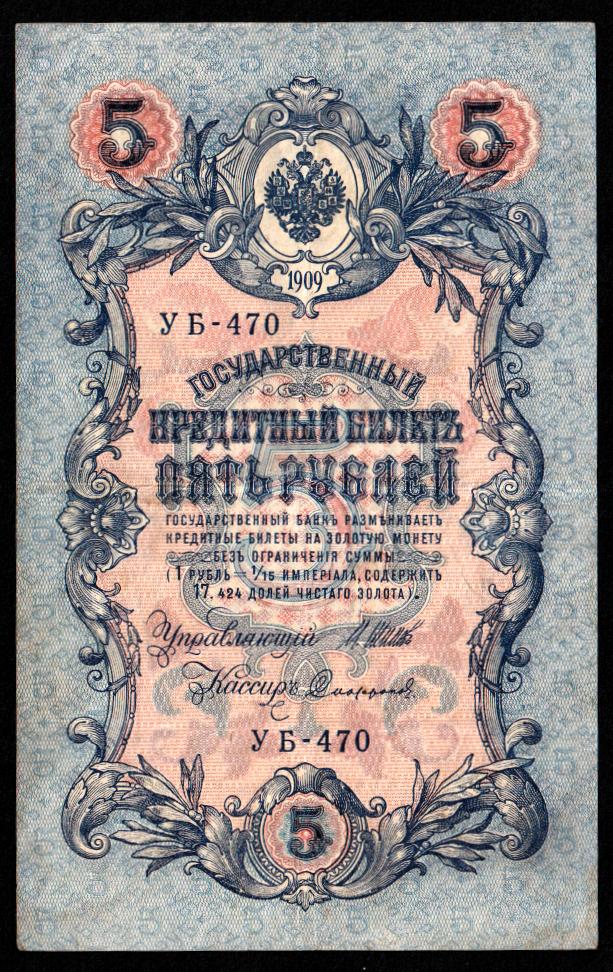 5 5
1909
УБ-470
ГОСУДАРСТВЕННЫЙ
КРЕДИТНЫЙ БИЛЕТЪ
ПЯТЬ РУБЛЕЙ
ГОСУДАРСТВЕННЫЙ БАНКЪ РАЗМѢНИВАЕТЪ
КРЕДИТНЫЕ БИЛЕТЫ НА ЗОЛОТУЮ МОНЕТУ
БЕЗЪ ОГРАНИЧЕНІЯ СУММЫ
(1 РУБЛЬ — 1/15 ИМПЕРІАЛА, СОДЕРЖИТЪ
17,424 ДОЛЕЙ ЧИСТАГО ЗОЛОТА).
Управляющій
Кассиръ
УБ-470
5